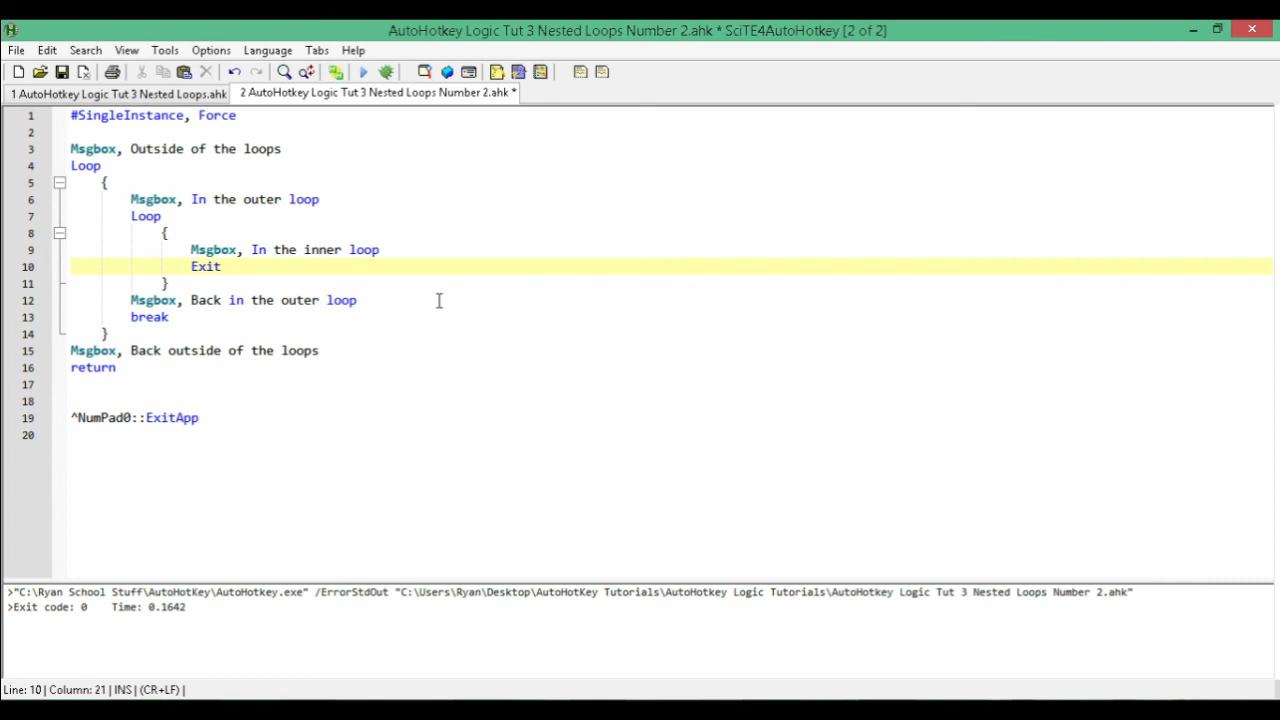 AutoHotkey Logic Tut 3 Nested Loops Number 2.ahk * SciTE4AutoHotkey [2 of 2]
File Edit Search View Tools Options Language Tabs Help
1 AutoHotkey Logic Tut 3 Nested Loops.ahk 2 AutoHotkey Logic Tut 3 Nested Loops Number 2.ahk *
1 #SingleInstance, Force
2
3 Msgbox, Outside of the loops
4 Loop
5 {
6 Msgbox, In the outer loop
7 Loop
8 {
9 Msgbox, In the inner loop
10 Exit
11 }
12 Msgbox, Back in the outer loop
13 break
14 }
15 Msgbox, Back outside of the loops
16 return
17
18
19 ^NumPad0::ExitApp
20
>"C:\Ryan School Stuff\AutoHotKey\AutoHotkey.exe" /ErrorStdOut "C:\Users\Ryan\Desktop\AutoHotKey Tutorials\AutoHotkey Logic Tutorials\AutoHotkey Logic Tut 3 Nested Loops Number 2.ahk"
>Exit code: 0 Time: 0.1642
Line: 10 | Column: 21 | INS | (CR+LF) |